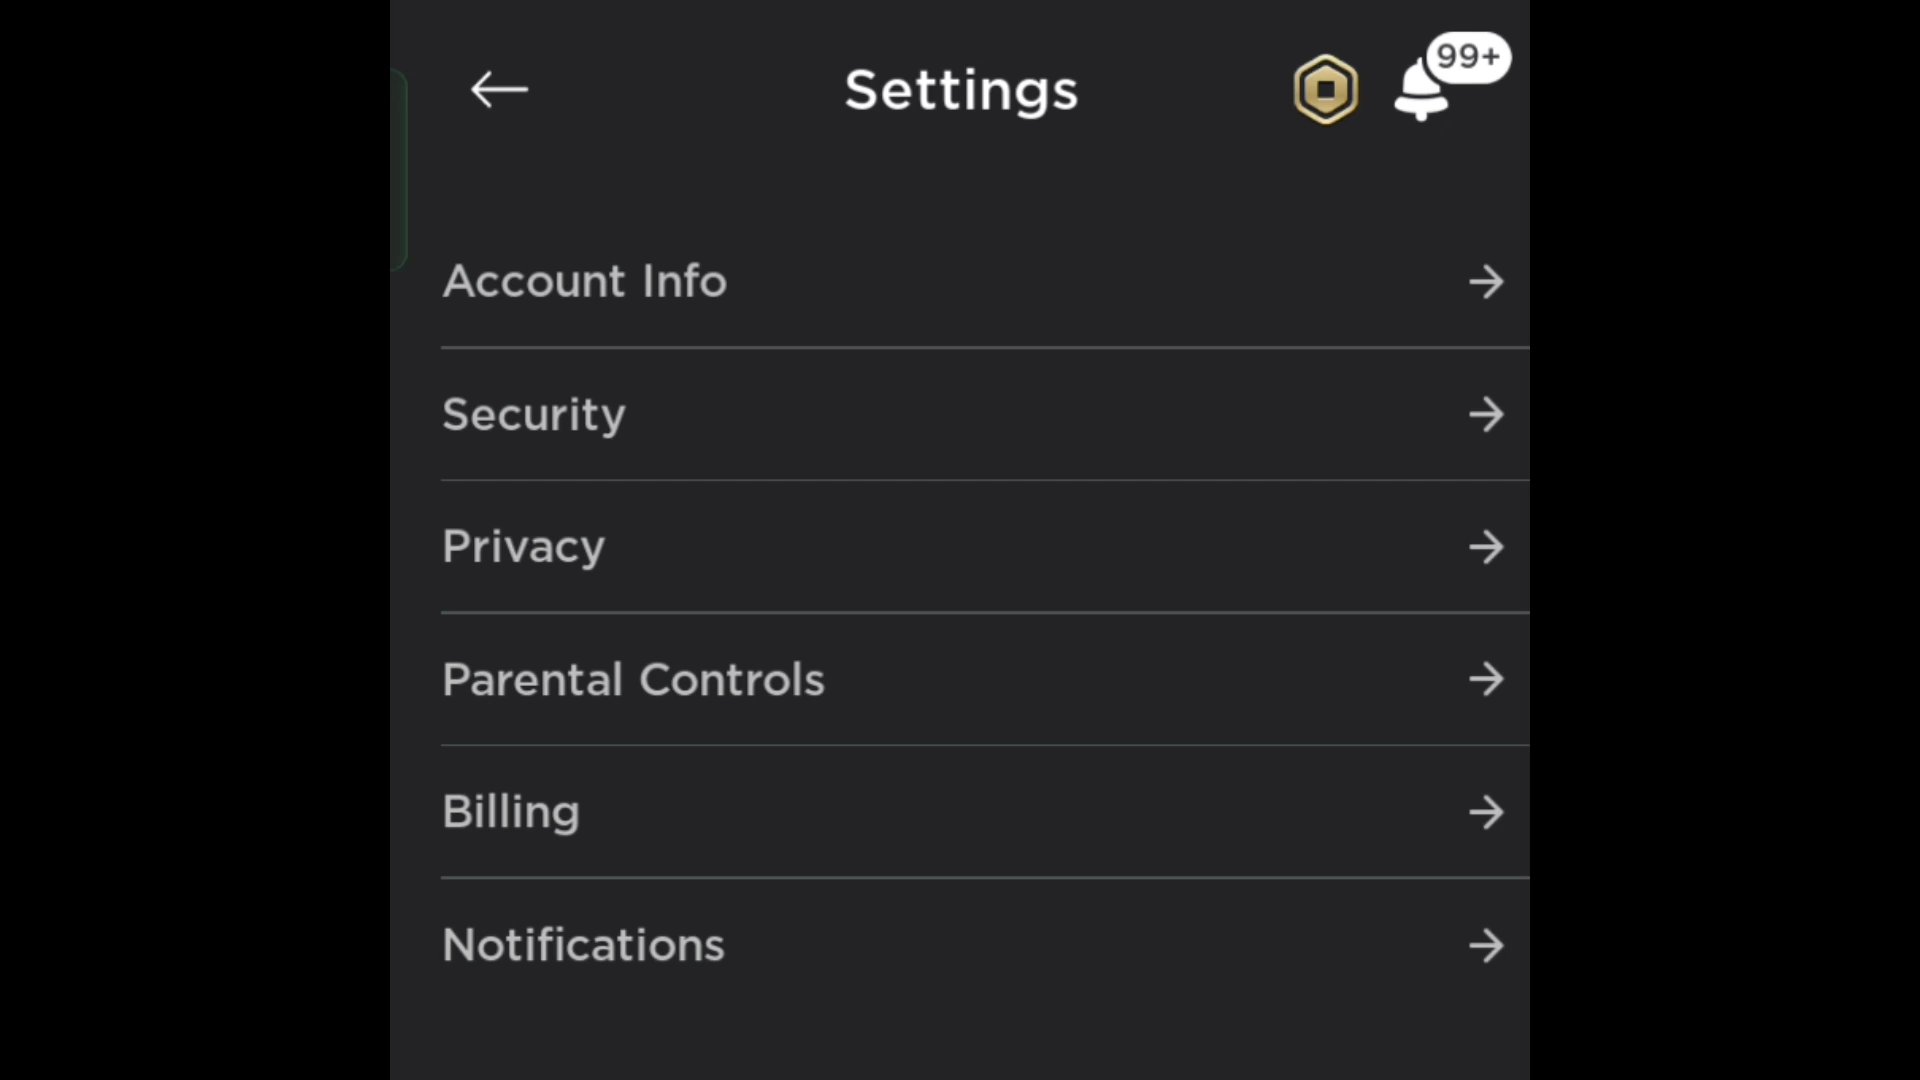 Settings
99+
Account Info
Security
Privacy
Parental Controls
Billing
Notifications